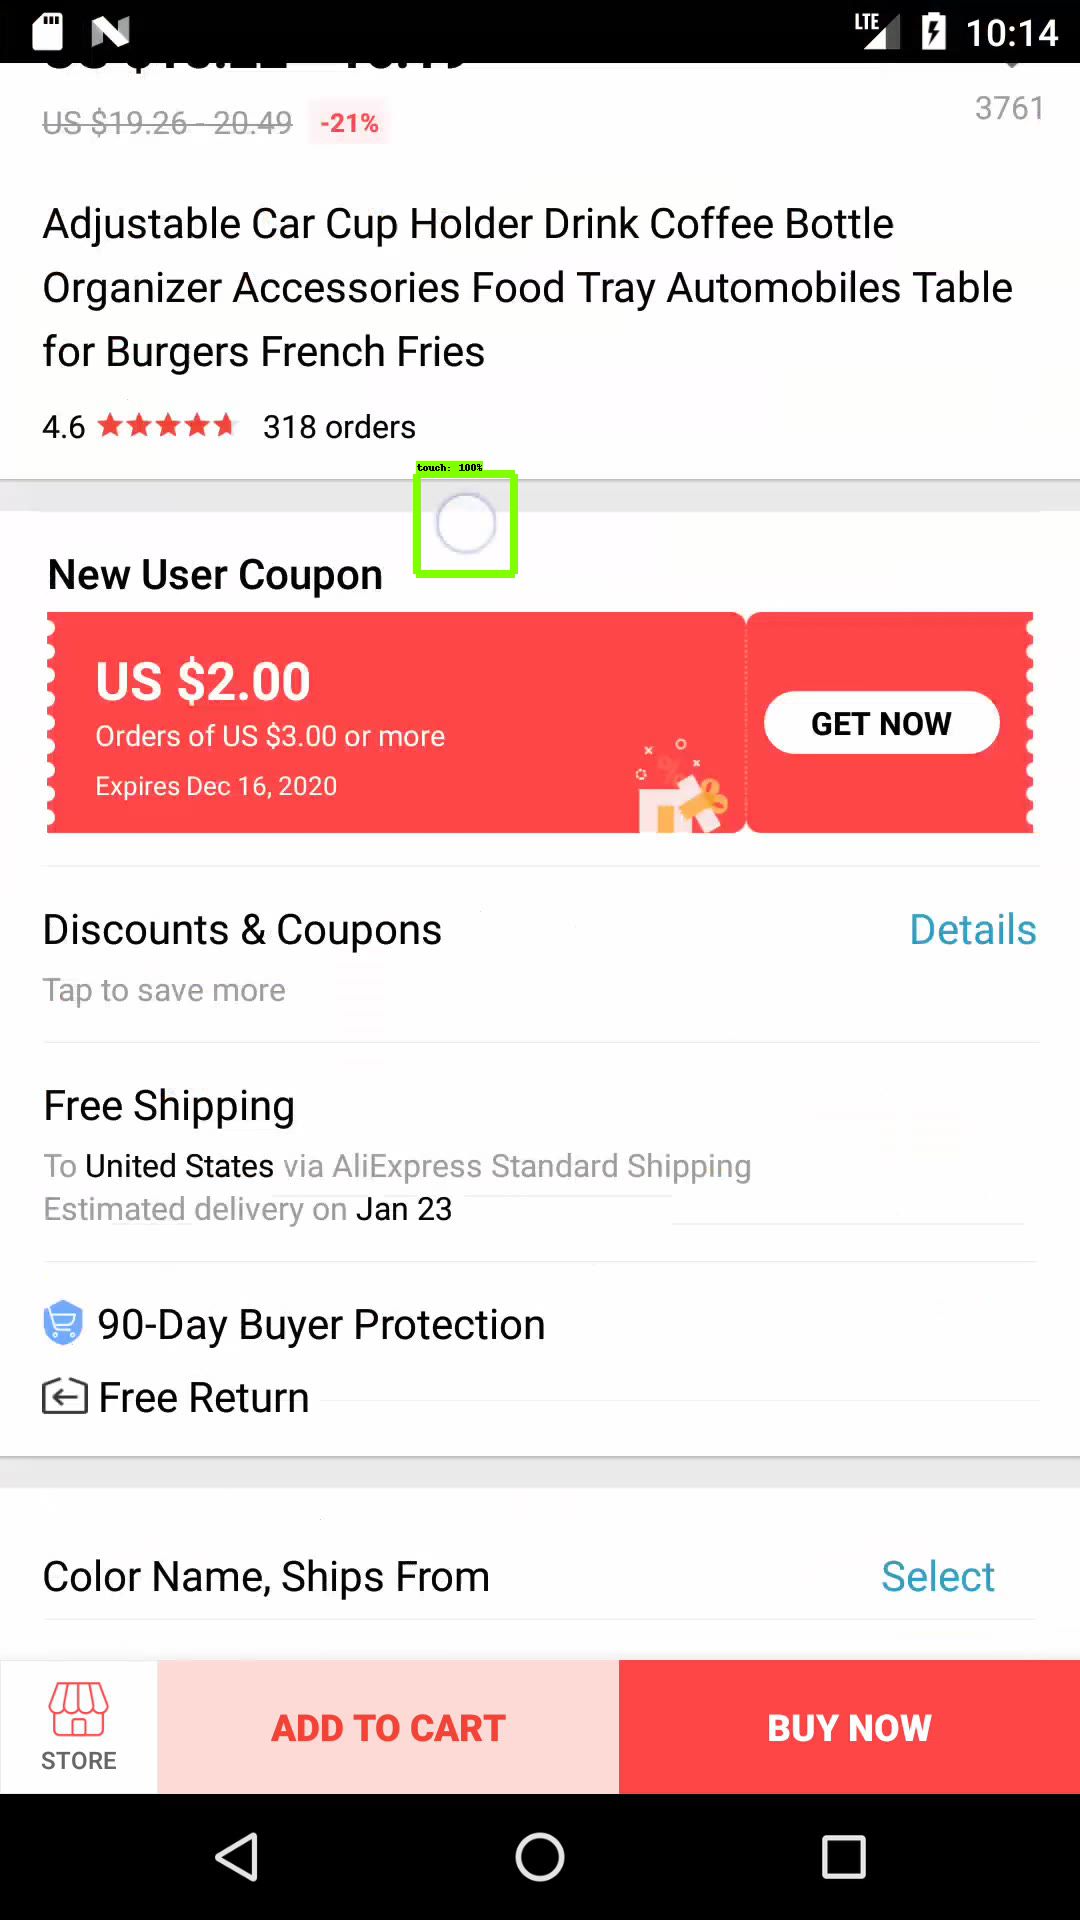 10:14
LTE
US $19.26 - 20.49 -21%
3761
Adjustable Car Cup Holder Drink Coffee Bottle
Organizer Accessories Food Tray Automobiles Table
for Burgers French Fries
4.6 318 orders
touch: 100%
New User Coupon
US $2.00
Orders of US $3.00 or more
Expires Dec 16, 2020
GET NOW
Discounts & Coupons Details
Tap to save more
Free Shipping
To United States via AliExpress Standard Shipping
Estimated delivery on Jan 23
90-Day Buyer Protection
Free Return
Color Name, Ships From Select
STORE
ADD TO CART
BUY NOW